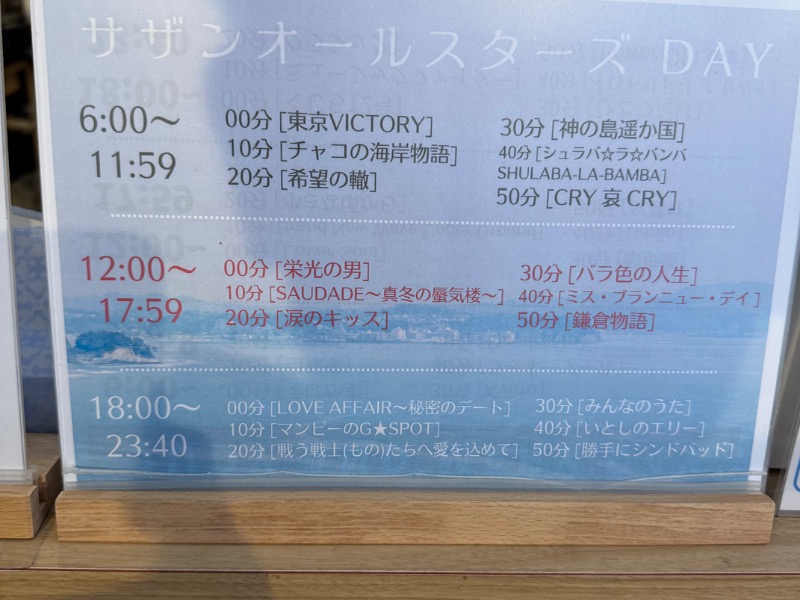 サザンオールスターズ DAY
6:00〜
11:59
00分 [東京VICTORY]
10分 [チャコの海岸物語]
20分 [希望の轍]
30分 [神の島遥か国]
40分 [シュラバ☆ラ☆バンバ
SHULABA-LA-BAMBA]
50分 [CRY 哀 CRY]
12:00〜
17:59
00分 [栄光の男]
10分 [SAUDADE〜真冬の蜃気楼〜]
20分 [涙のキッス]
30分 [バラ色の人生]
40分 [ミス・ブランニュー・デイ]
50分 [鎌倉物語]
18:00〜
23:40
00分 [LOVE AFFAIR〜秘密のデート]
10分 [マンピーのG★SPOT]
20分 [戦う戦士(もの)たちへ愛を込めて]
30分 [みんなのうた]
40分 [いとしのエリー]
50分 [勝手にシンドバッド]